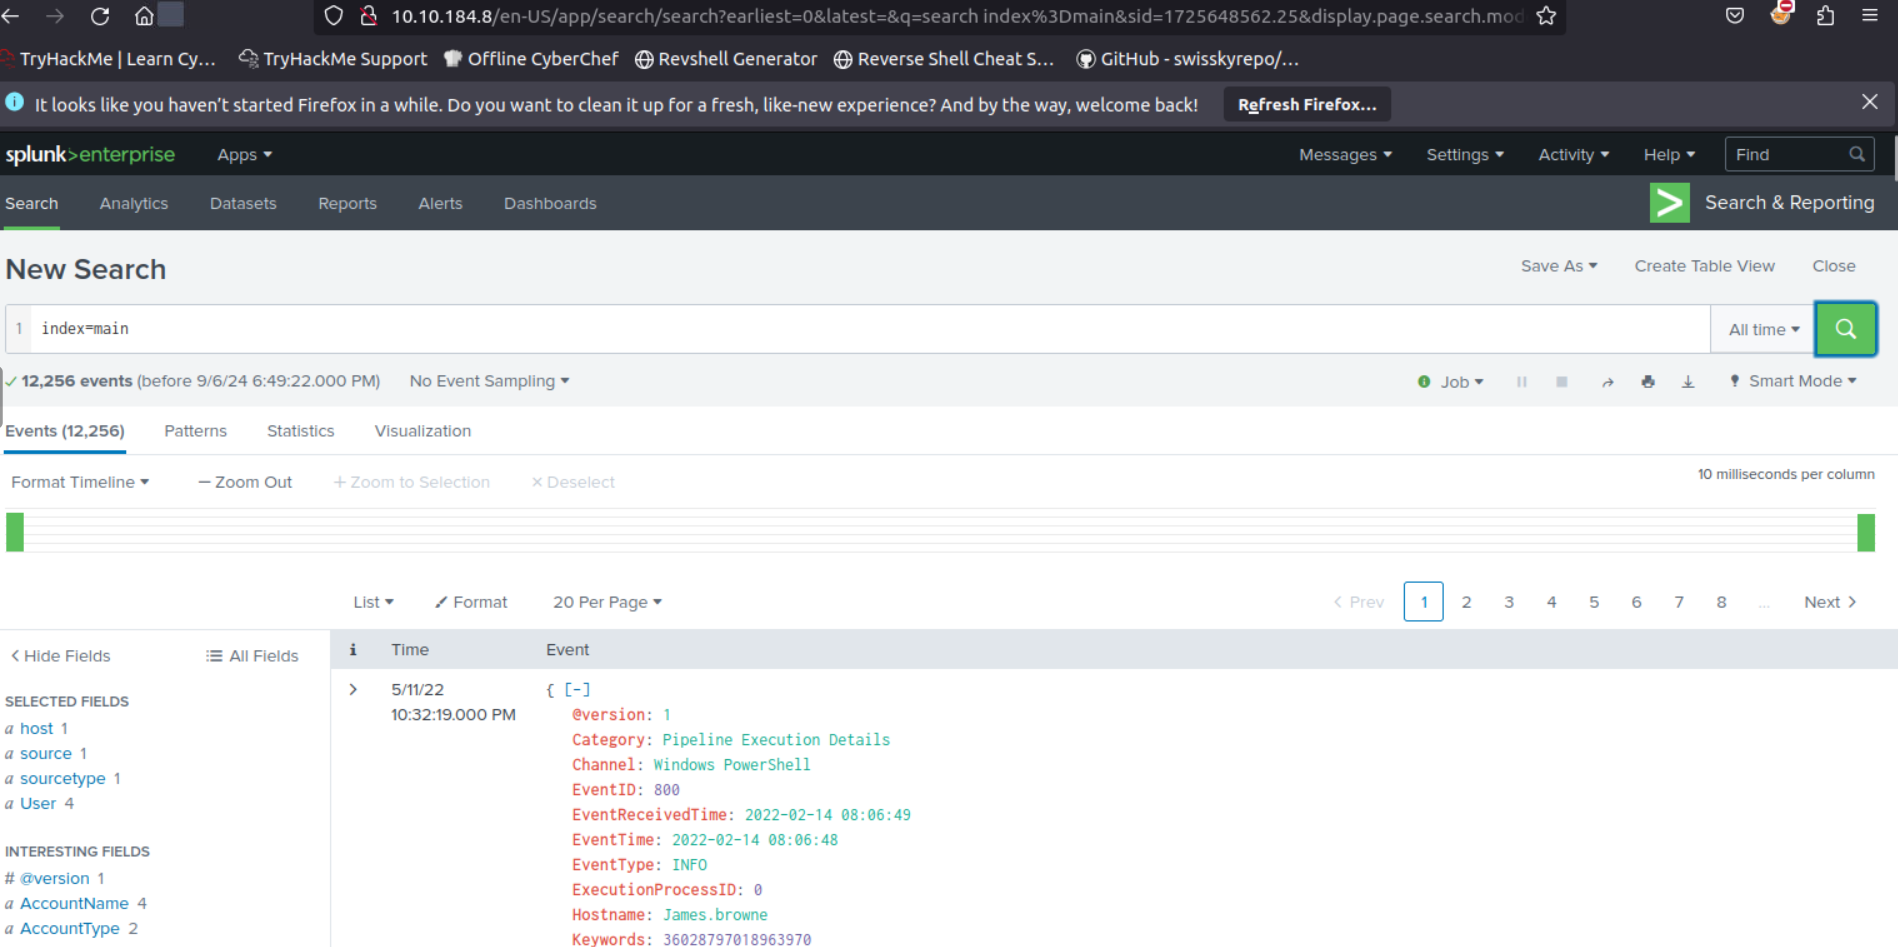 10.10.184.8/en-US/app/search/search?earliest=0&latest=&q=search index%3Dmain&sid=1725648562.25&display.page.search.mod
TryHackMe | Learn Cy... TryHackMe Support Offline CyberChef Revshell Generator Reverse Shell Cheat S... GitHub - swisskyrepo/...
It looks like you haven't started Firefox in a while. Do you want to clean it up for a fresh, like-new experience? And by the way, welcome back! Refresh Firefox...
splunk>enterprise Apps Messages Settings Activity Help Find
Search Analytics Datasets Reports Alerts Dashboards Search & Reporting
New Search Save As Create Table View Close
1 index=main All time
12,256 events (before 9/6/24 6:49:22.000 PM) No Event Sampling Job Smart Mode
Events (12,256) Patterns Statistics Visualization
Format Timeline — Zoom Out + Zoom to Selection × Deselect 10 milliseconds per column
List Format 20 Per Page < Prev 1 2 3 4 5 6 7 8 ... Next >
< Hide Fields All Fields i Time Event
SELECTED FIELDS
a host 1
a source 1
a sourcetype 1
a User 4
INTERESTING FIELDS
# @version 1
a AccountName 4
a AccountType 2
> 5/11/22
10:32:19.000 PM
{ [-]
@version: 1
Category: Pipeline Execution Details
Channel: Windows PowerShell
EventID: 800
EventReceivedTime: 2022-02-14 08:06:49
EventTime: 2022-02-14 08:06:48
EventType: INFO
ExecutionProcessID: 0
Hostname: James.browne
Keywords: 36028797018963970